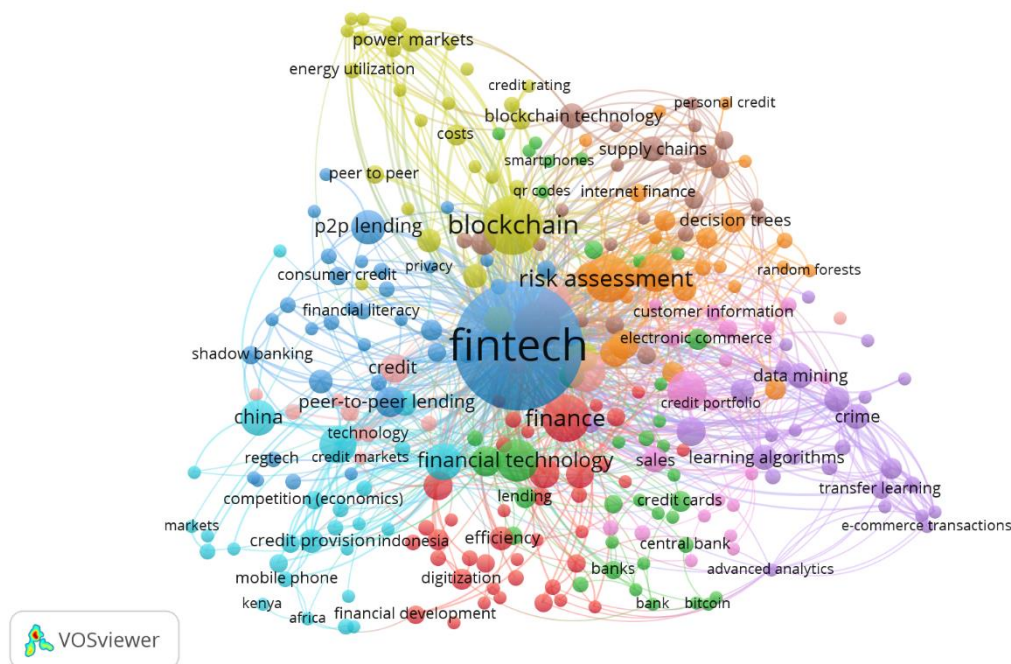 power markets
energy utilization
credit rating
blockchain technology
personal credit
costs
supply chains
smartphones
peer to peer
qr codes
internet finance
p2p lending
blockchain
decision trees
privacy
consumer credit
risk assessment
random forests
financial literacy
customer information
fintech
electronic commerce
shadow banking
credit
data mining
peer-to-peer lending
credit portfolio
china
finance
crime
technology
credit markets
financial technology
sales
learning algorithms
regtech
transfer learning
competition (economics)
lending
credit cards
markets
e-commerce transactions
credit provision
indonesia
efficiency
central bank
mobile phone
digitization
banks
advanced analytics
kenya
africa
financial development
bank
bitcoin
VOSviewer